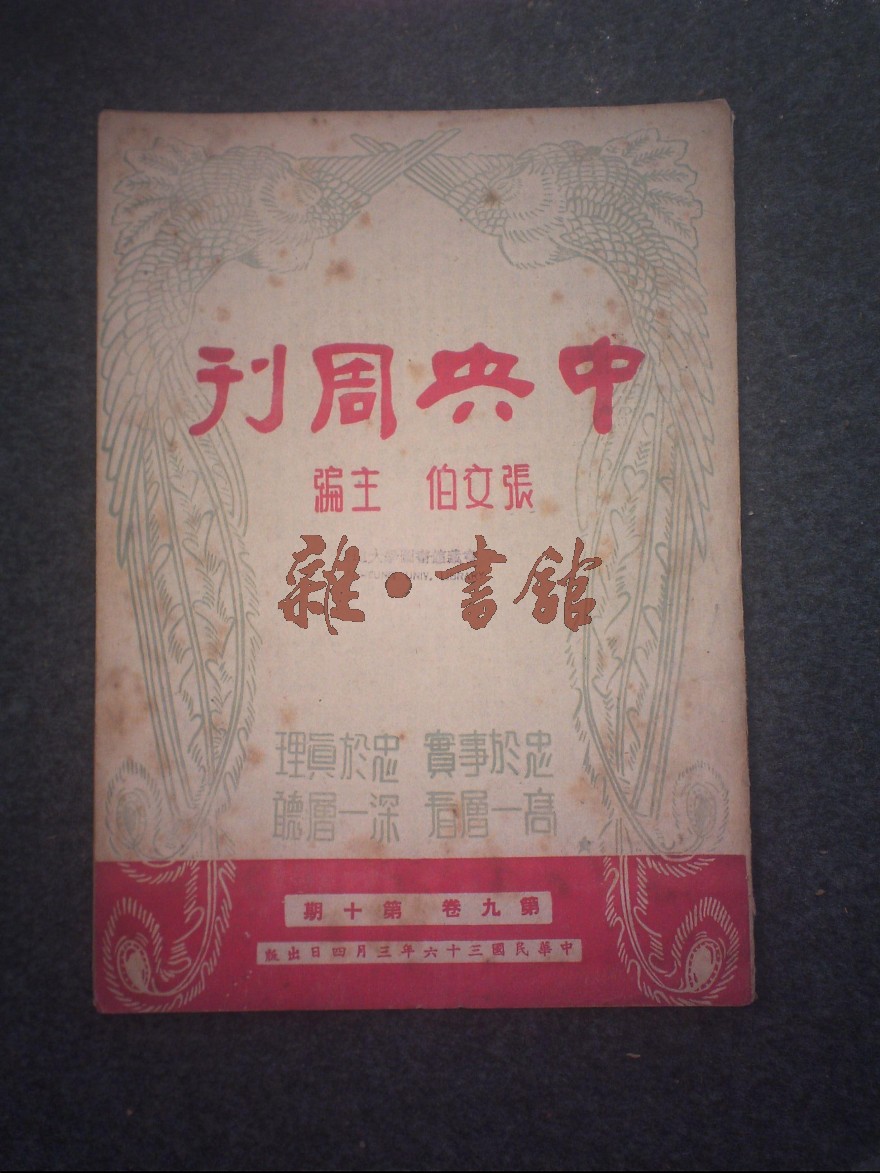 中央周刊
張文伯 主編
雜·書館
忠於事實 忠於眞理
高一層看 深一層聽
第九卷 第十期
中華民國三十六年三月四日出版